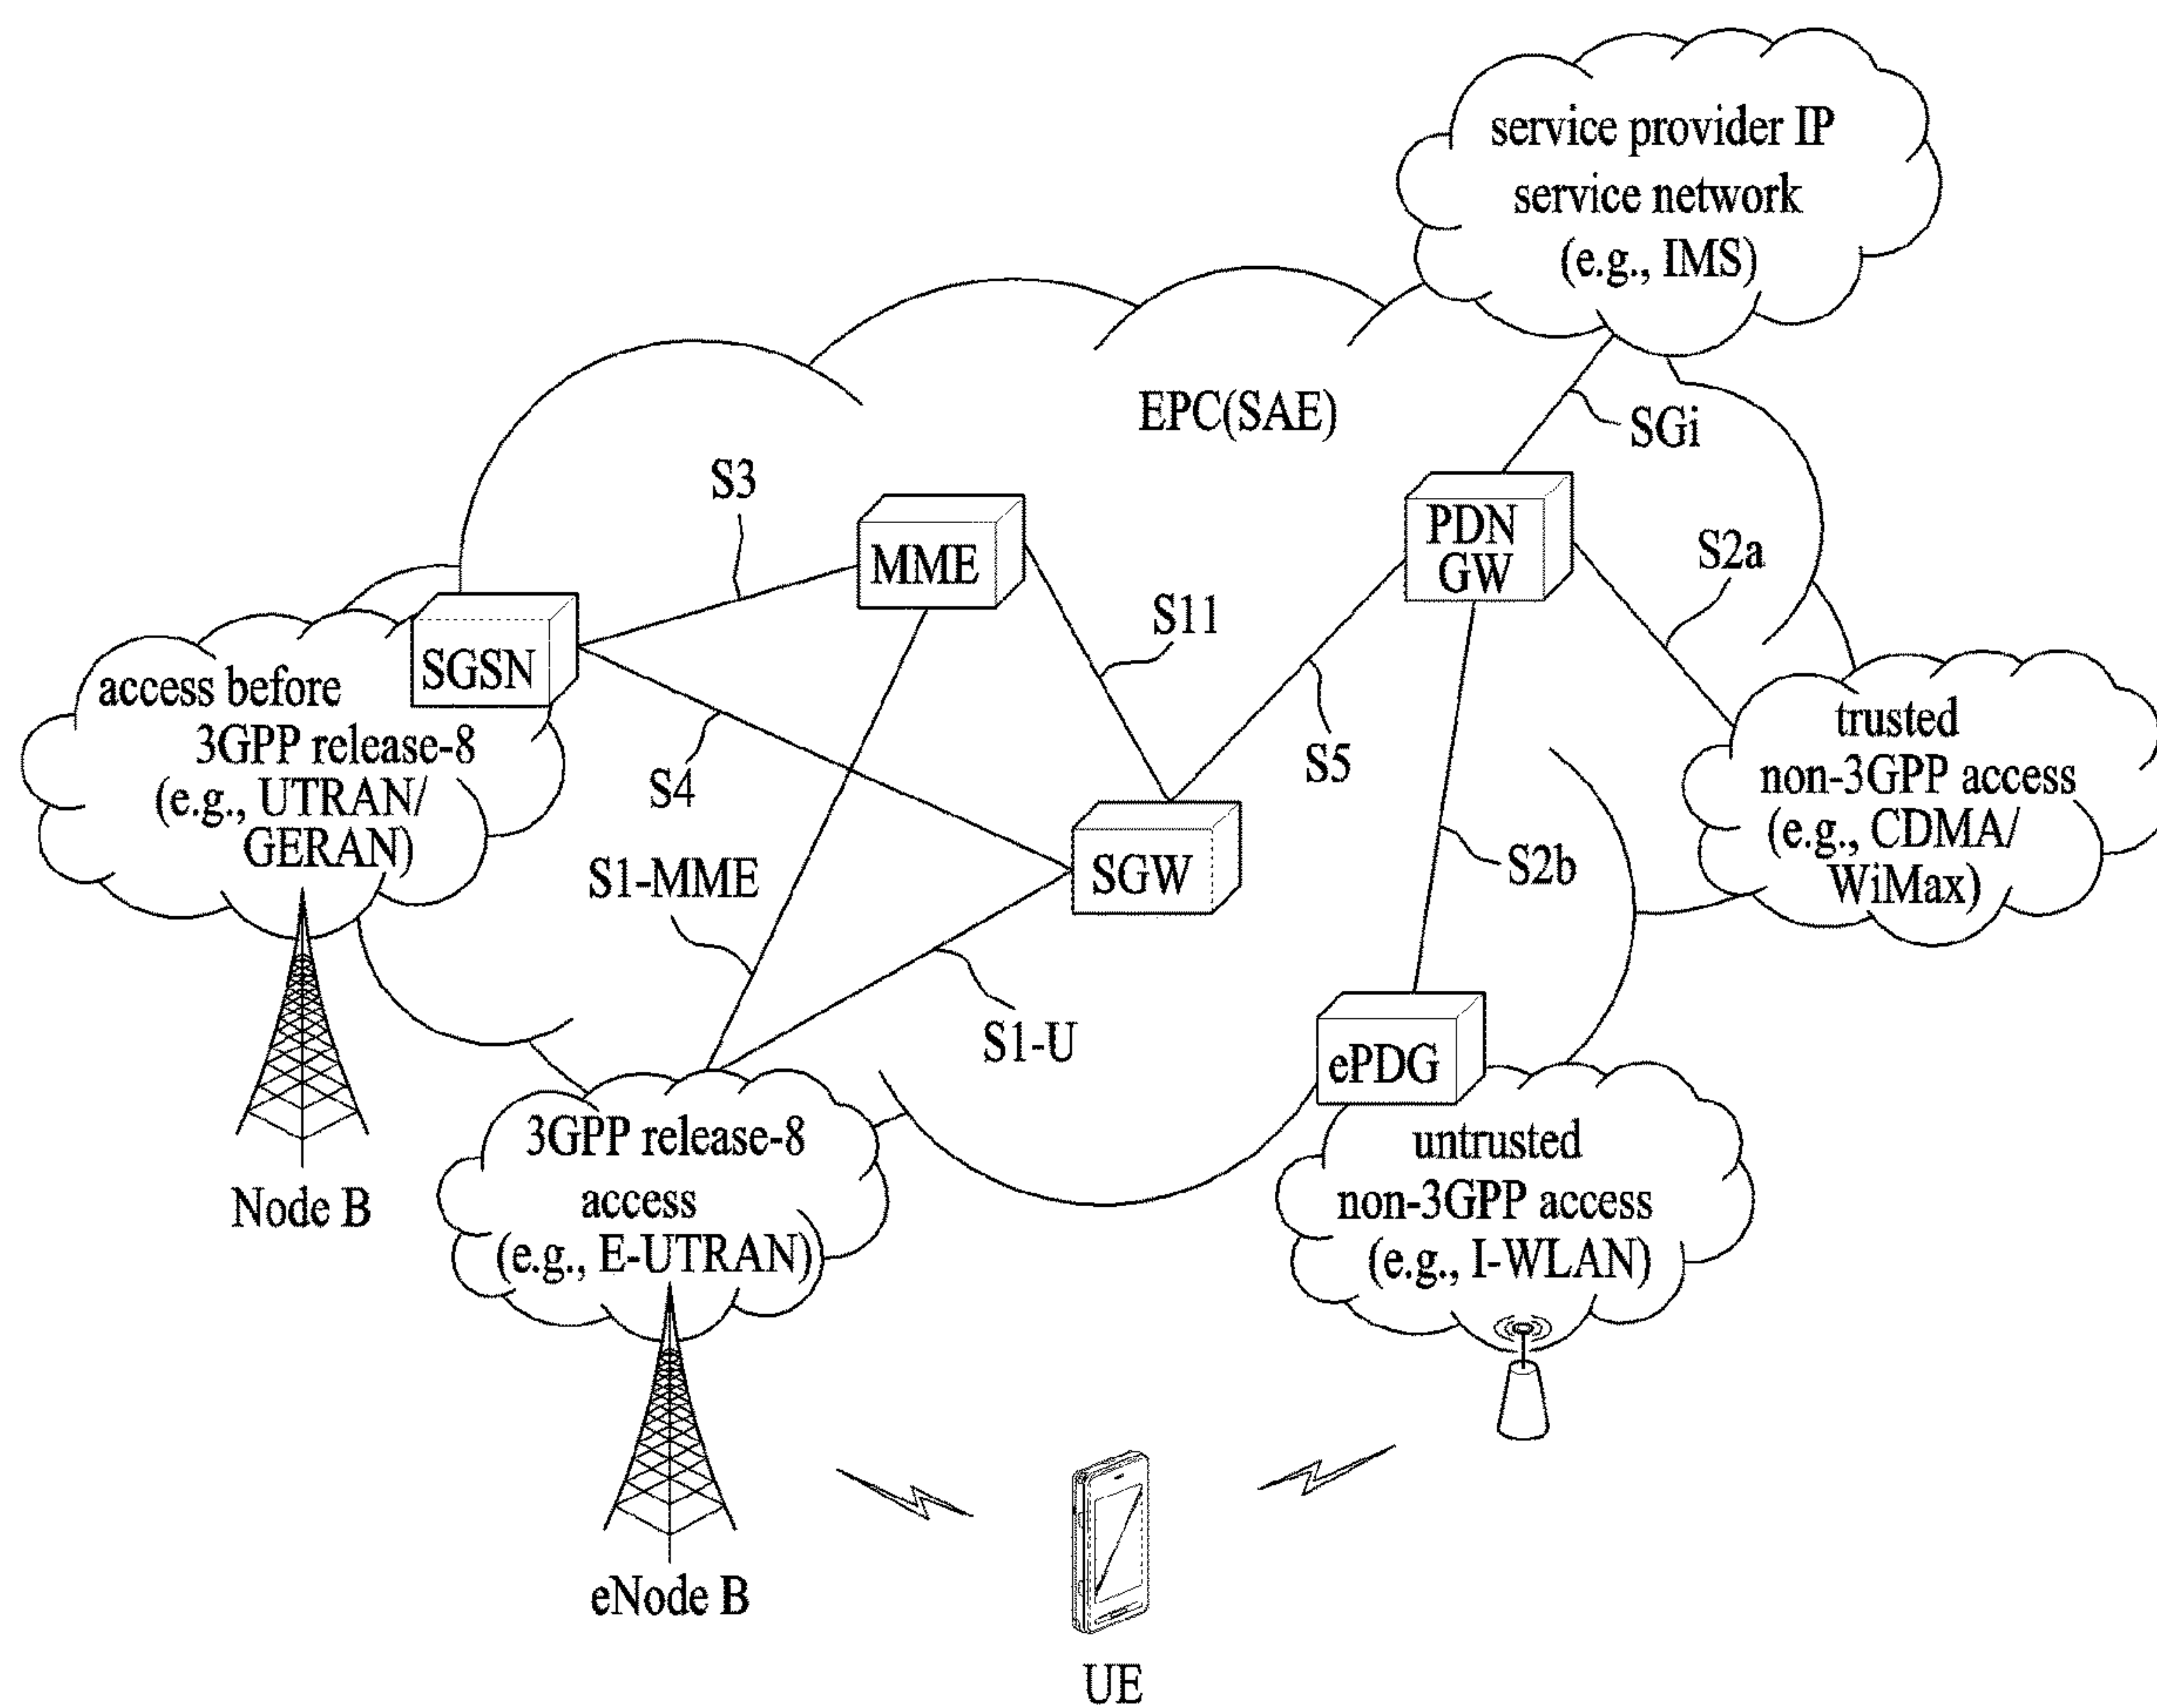 service provider IP
service network
(e.g., IMS)
EPC(SAE)
SGi
S3
MME
PDN
GW
S2a
S11
SGSN
access before
3GPP release-8
(e.g., UTRAN/
GERAN)
S4
S5
trusted
non-3GPP access
(e.g., CDMA/
WiMax)
S1-MME
SGW
S2b
S1-U
ePDG
3GPP release-8
access
(e.g., E-UTRAN)
untrusted
non-3GPP access
(e.g., I-WLAN)
Node B
eNode B
UE